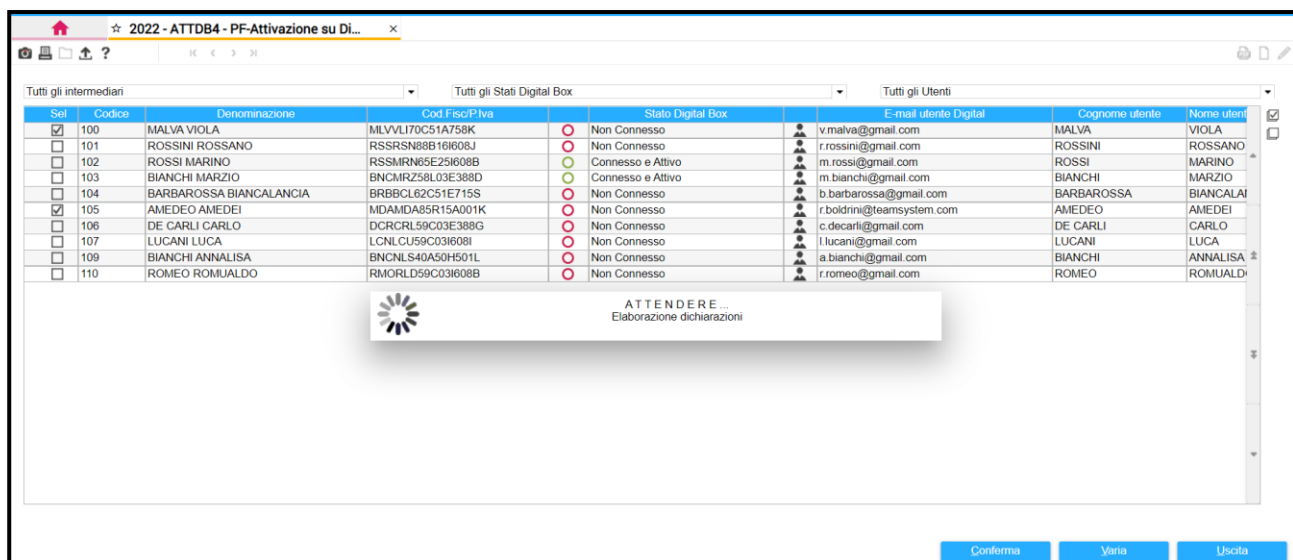 ☆ 2022 - ATTDB4 - PF-Attivazione su Di... ×
?
Tutti gli intermediari Tutti gli Stati Digital Box Tutti gli Utenti
Sel Codice Denominazione Cod.Fisc/P.Iva Stato Digital Box E-mail utente Digital Cognome utente Nome utent
100 MALVA VIOLA MLVVLI70C51A758K Non Connesso v.malva@gmail.com MALVA VIOLA
101 ROSSINI ROSSANO RSSRSN88B16I608J Non Connesso r.rossini@gmail.com ROSSINI ROSSANO
102 ROSSI MARINO RSSMRN65E25I608B Connesso e Attivo m.rossi@gmail.com ROSSI MARINO
103 BIANCHI MARZIO BNCMRZ58L03E388D Connesso e Attivo m.bianchi@gmail.com BIANCHI MARZIO
104 BARBAROSSA BIANCALANCIA BRBBCL62C51E715S Non Connesso b.barbarossa@gmail.com BARBAROSSA BIANCALAI
105 AMEDEO AMEDEI MDAMDA85R15A001K Non Connesso r.boldrini@teamsystem.com AMEDEO AMEDEI
106 DE CARLI CARLO DCRCRL59C03E388G Non Connesso c.decarli@gmail.com DE CARLI CARLO
107 LUCANI LUCA LCNLCU59C03I608I Non Connesso l.lucani@gmail.com LUCANI LUCA
109 BIANCHI ANNALISA BNCNLS40A50H501L Non Connesso a.bianchi@gmail.com BIANCHI ANNALISA
110 ROMEO ROMUALDO RMORLD59C03I608B Non Connesso r.romeo@gmail.com ROMEO ROMUALD
ATTENDERE...
Elaborazione dichiarazioni
Conferma Varia Uscita